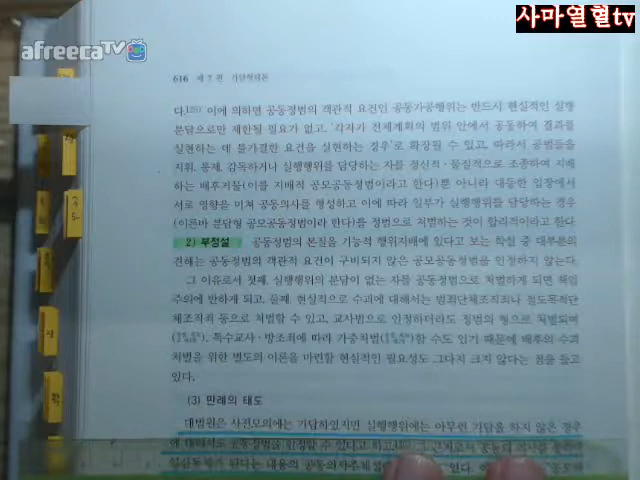 사마열혈tv
afreecaTV
616 제 7 편 가담형태론
다. 이에 의하면 공동정범의 객관적 요건인 공동가공행위는 반드시 현실적인 실행
분담으로만 제한될 필요가 없고, '각자가 전체계획의 범위 안에서 공동하여 결과를
실현하는 데 불가결한 요건을 실현하는 경우'로 확장될 수 있고, 따라서 공범들을
지휘, 통제, 감독하거나 실행행위를 담당하는 자를 정신적·물질적으로 조종하여 지배
하는 배후거물(이를 지배적 공모공동정범이라고 한다)뿐 아니라 대등한 입장에서
서로 영향을 미쳐 공동의사를 형성하고 이에 따라 일부가 실행행위를 담당하는 경우
(이른바 분담형 공모공동정범이라 한다)를 정범으로 처벌하는 것이 합리적이라고 한다.
2) 부정설 공동정범의 본질을 기능적 행위지배에 있다고 보는 학설 중 대부분의
견해는 공동정범의 객관적 요건이 구비되지 않은 공모공동정범을 인정하지 않는다.
그 이유로서 첫째, 실행행위의 분담이 없는 자를 공동정범으로 처벌하게 되면 책임
주의에 반하게 되고, 둘째, 현실적으로 수괴에 대해서는 범죄단체조직죄나 절도목적단
체조직죄 등으로 처벌할 수 있고, 교사범으로 인정하더라도 정범의 형으로 처벌되며
특수교사·방조죄에 따라 가중처벌 할 수도 있기 때문에 배후의 수괴
처벌을 위한 별도의 이론을 마련할 현실적인 필요성도 그다지 크지 않다는 점을 들고
있다.
(3) 판례의 태도
대법원은 사전모의에는 가담하였지만 실행행위에는 아무런 가담을 하지 않은 경우
에 대해서도 공동정범을 인정할 수 있다고 하고